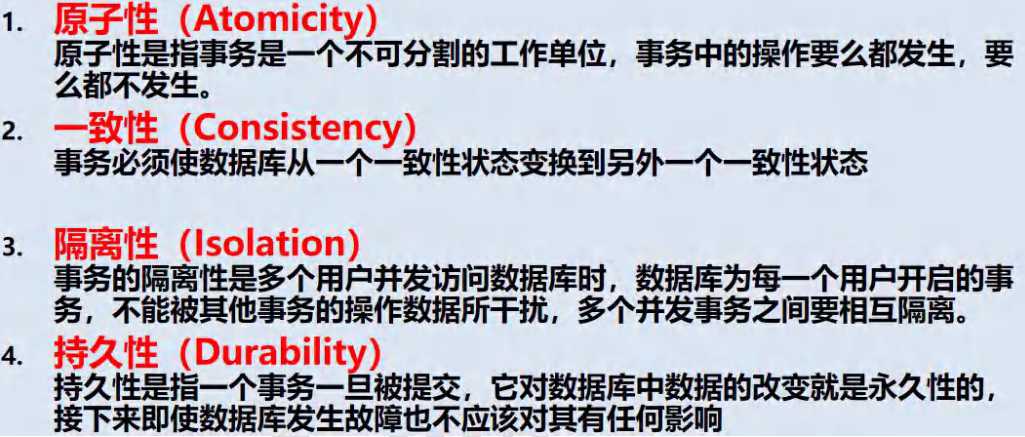 1. 原子性（Atomicity）
原子性是指事务是一个不可分割的工作单位，事务中的操作要么都发生，要
么都不发生。
2. 一致性（Consistency）
事务必须使数据库从一个一致性状态变换到另外一个一致性状态
3. 隔离性（Isolation）
事务的隔离性是多个用户并发访问数据库时，数据库为每一个用户开启的事
务，不能被其他事务的操作数据所干扰，多个并发事务之间要相互隔离。
4. 持久性（Durability）
持久性是指一个事务一旦被提交，它对数据库中数据的改变就是永久性的，
接下来即使数据库发生故障也不应该对其有任何影响